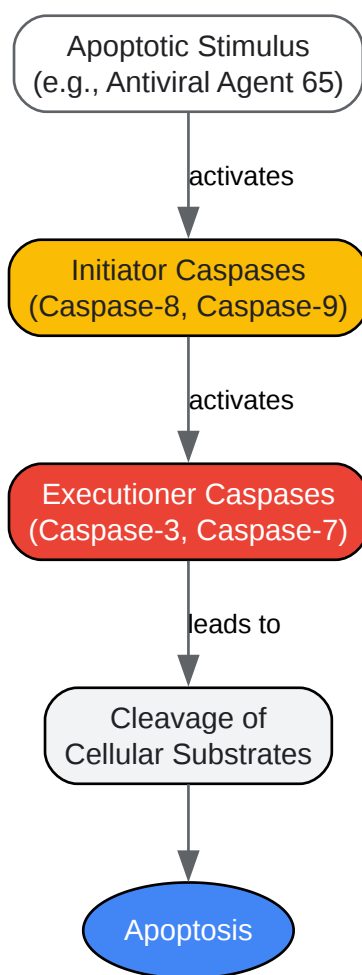 Apoptotic Stimulus
(e.g., Antiviral Agent 65)
activates
Initiator Caspases
(Caspase-8, Caspase-9)
activates
Executioner Caspases
(Caspase-3, Caspase-7)
leads to
Cleavage of
Cellular Substrates
Apoptosis